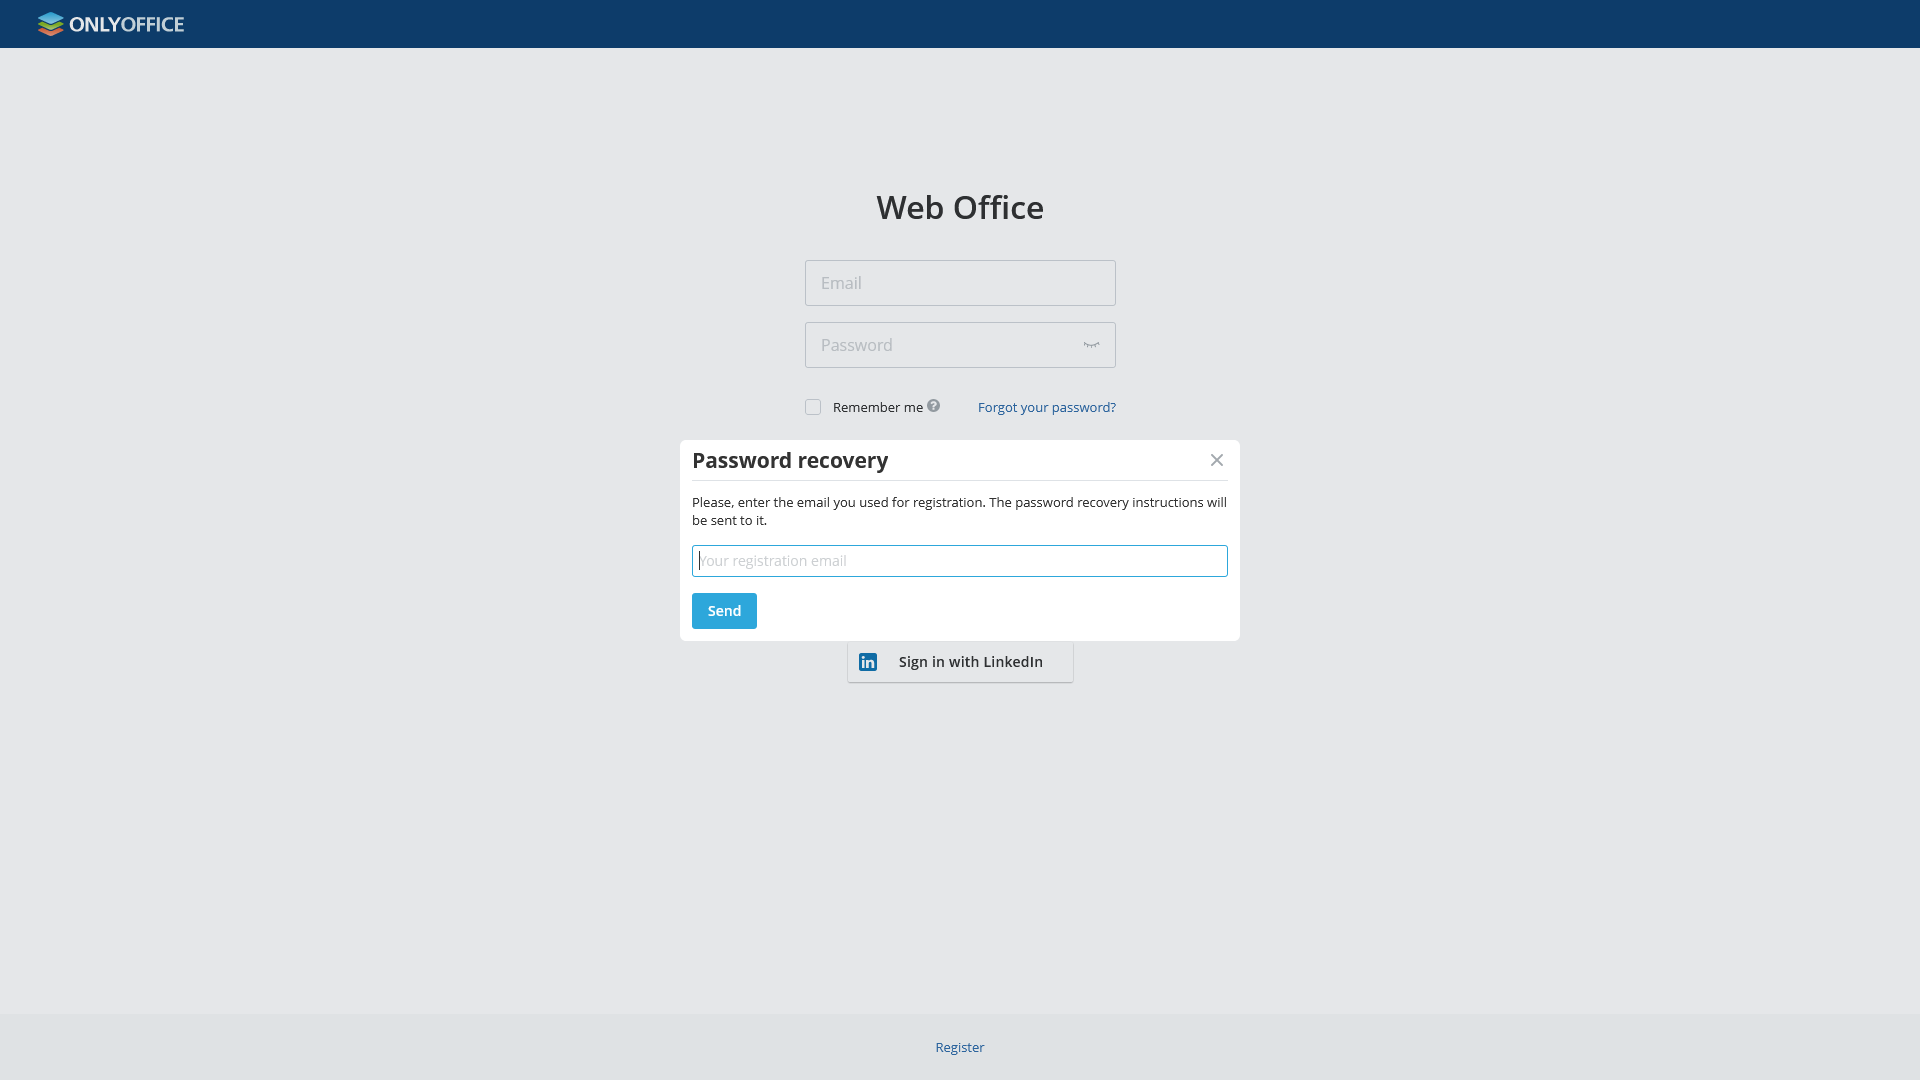 ONLYOFFICE
Web Office
Email
Password
Remember me ? Forgot your password?
Password recovery
Please, enter the email you used for registration. The password recovery instructions will
be sent to it.
Your registration email
Send
in Sign in with LinkedIn
Register